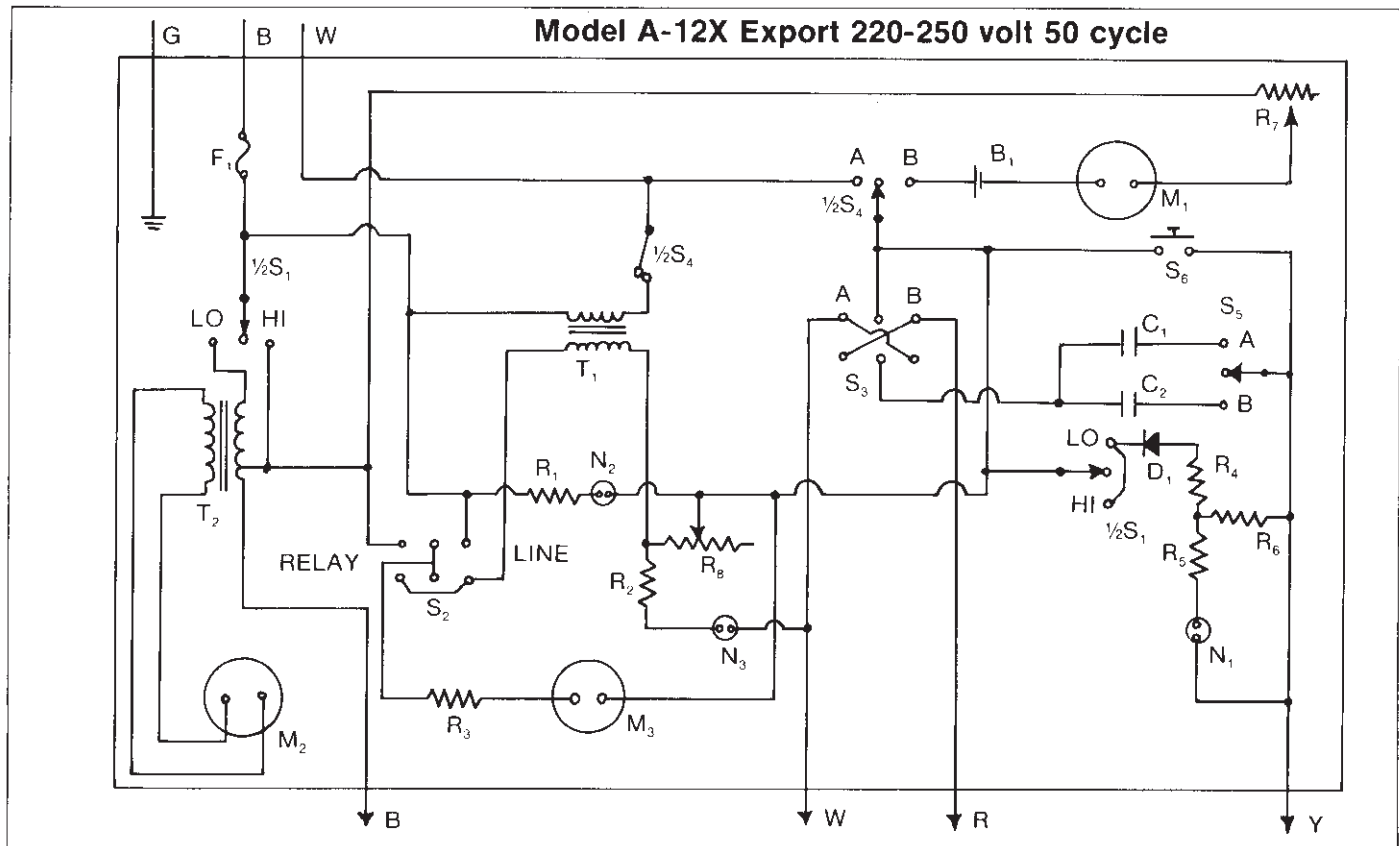 Model A-12X Export 220-250 volt 50 cycle
G
B
W
R₇
F₁
A
B
B₁
M₁
½S₄
½S₁
½S₄
S₆
LO
HI
A
B
S₅
C₁
A
T₁
S₃
C₂
B
LO
D₁
R₄
R₁
N₂
HI
½S₁
T₂
R₆
RELAY
LINE
R₈
R₅
S₂
R₂
N₃
N₁
M₂
R₃
M₃
B
W
R
Y